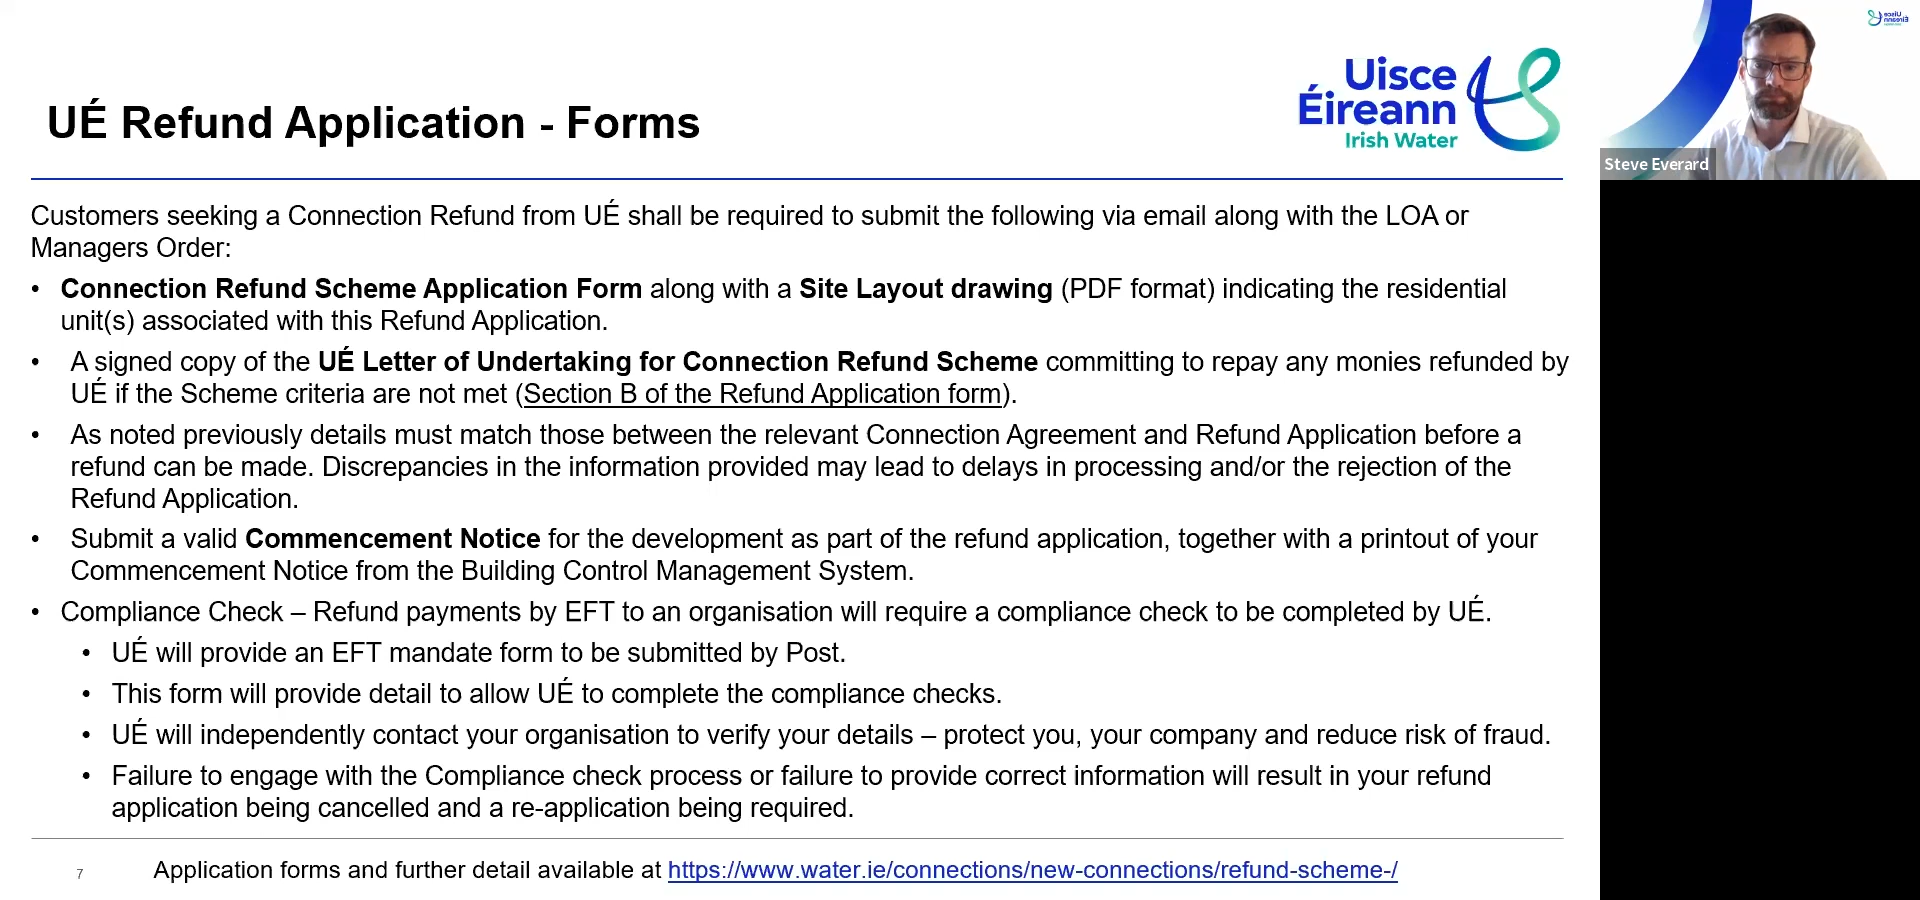 UÉ Refund Application - Forms
Uisce
Éireann
Irish Water
Customers seeking a Connection Refund from UÉ shall be required to submit the following via email along with the LOA or
Managers Order:
• Connection Refund Scheme Application Form along with a Site Layout drawing (PDF format) indicating the residential
unit(s) associated with this Refund Application.
• A signed copy of the UÉ Letter of Undertaking for Connection Refund Scheme committing to repay any monies refunded by
UÉ if the Scheme criteria are not met (Section B of the Refund Application form).
• As noted previously details must match those between the relevant Connection Agreement and Refund Application before a
refund can be made. Discrepancies in the information provided may lead to delays in processing and/or the rejection of the
Refund Application.
• Submit a valid Commencement Notice for the development as part of the refund application, together with a printout of your
Commencement Notice from the Building Control Management System.
• Compliance Check – Refund payments by EFT to an organisation will require a compliance check to be completed by UÉ.
• UÉ will provide an EFT mandate form to be submitted by Post.
• This form will provide detail to allow UÉ to complete the compliance checks.
• UÉ will independently contact your organisation to verify your details – protect you, your company and reduce risk of fraud.
• Failure to engage with the Compliance check process or failure to provide correct information will result in your refund
application being cancelled and a re-application being required.
7
Application forms and further detail available at https://www.water.ie/connections/new-connections/refund-scheme-/
Uisce
Éireann
Steve Everard